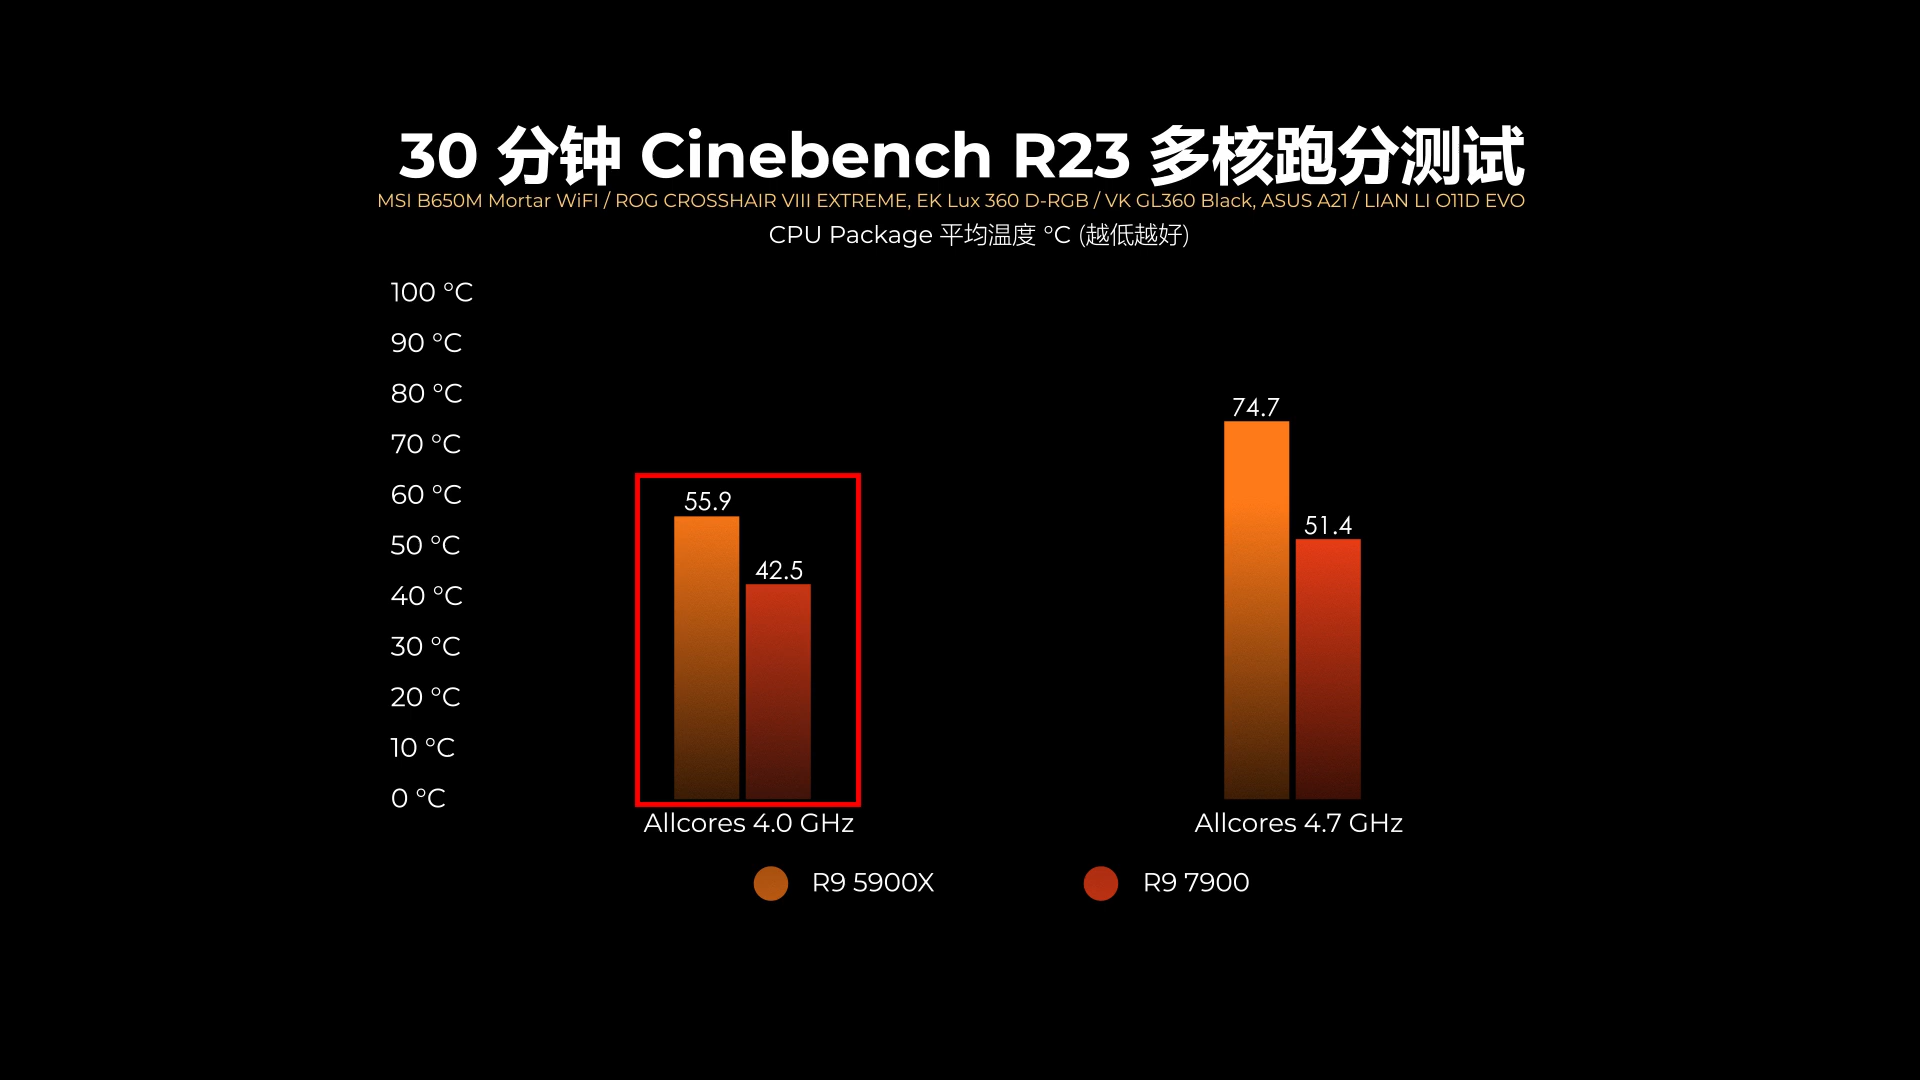 30 分钟 Cinebench R23 多核跑分测试
MSI B650M Mortar WiFI / ROG CROSSHAIR VIII EXTREME, EK Lux 360 D-RGB / VK GL360 Black, ASUS A21 / LIAN LI O11D EVO
CPU Package 平均温度 °C (越低越好)
100 °C
90 °C
80 °C
70 °C
60 °C
50 °C
40 °C
30 °C
20 °C
10 °C
0 °C
55.9
42.5
74.7
51.4
Allcores 4.0 GHz
Allcores 4.7 GHz
R9 5900X
R9 7900